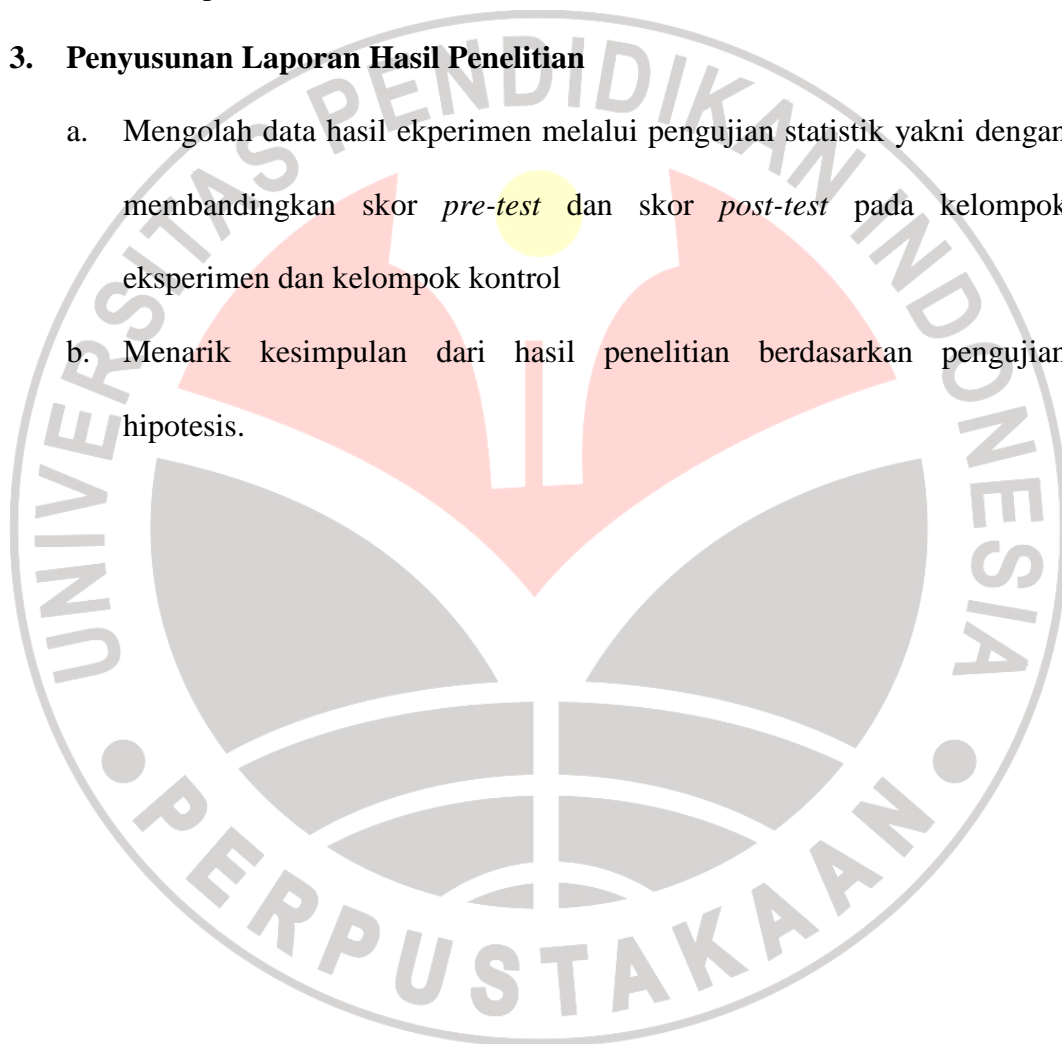 3. Penyusunan Laporan Hasil Penelitian
a. Mengolah data hasil ekperimen melalui pengujian statistik yakni dengan
membandingkan skor pre-test dan skor post-test pada kelompok
eksperimen dan kelompok kontrol
b. Menarik kesimpulan dari hasil penelitian berdasarkan pengujian
hipotesis.
UNIVERSITAS PENDIDIKAN INDONESIA
PERPUSTAKAAN